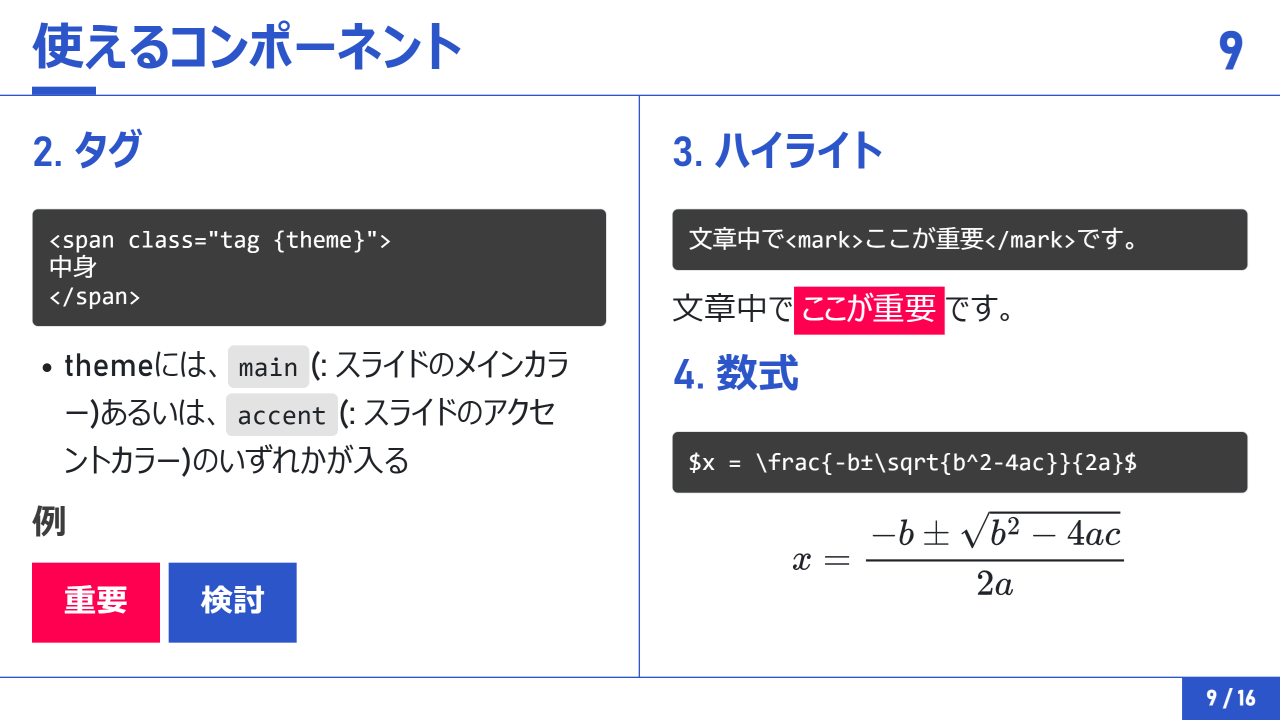 使えるコンポーネント
9
2. タグ
<span class="tag {theme}">
中身
</span>
• themeには、 main (: スライドのメインカラ
ー)あるいは、 accent (: スライドのアクセ
ントカラー)のいずれかが入る
例
重要 検討
3. ハイライト
文章中で<mark>ここが重要</mark>です。
文章中でここが重要です。
4. 数式
$x = \frac{-b±\sqrt{b^2-4ac}}{2a}$
x = −b ± √b² − 4ac
2a
9 / 16